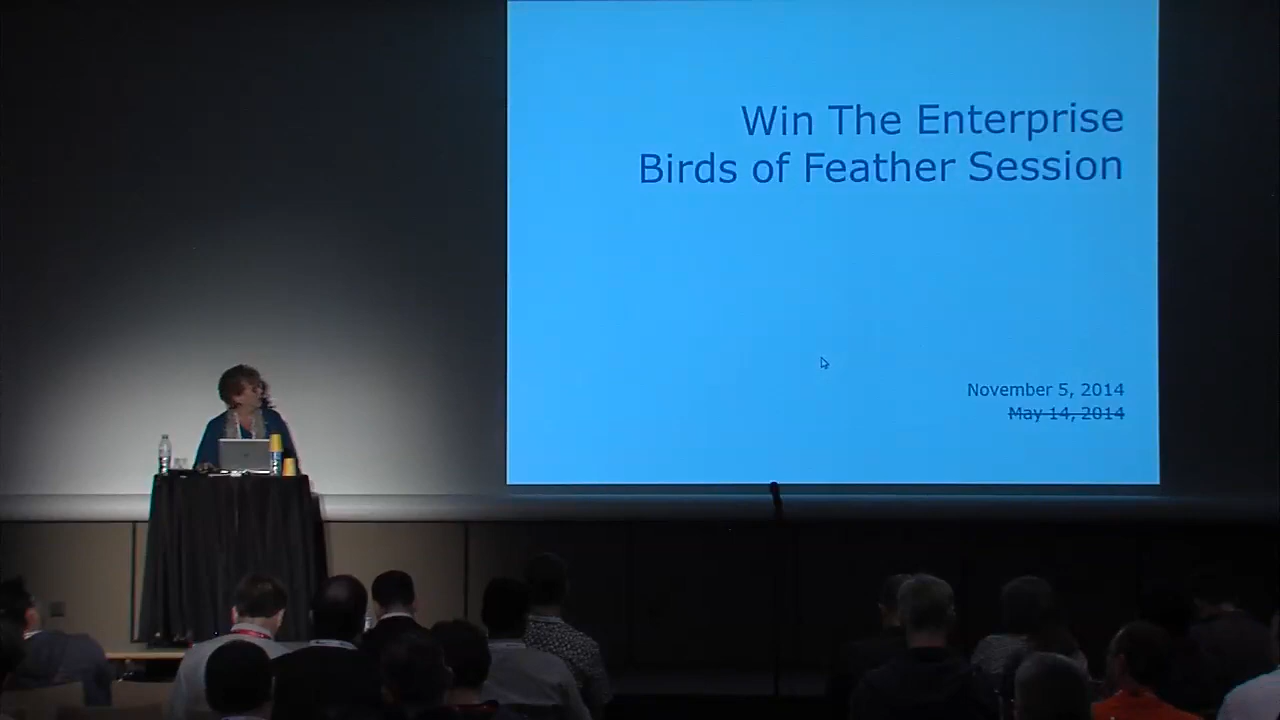 Win The Enterprise
Birds of Feather Session
November 5, 2014
May 14, 2014